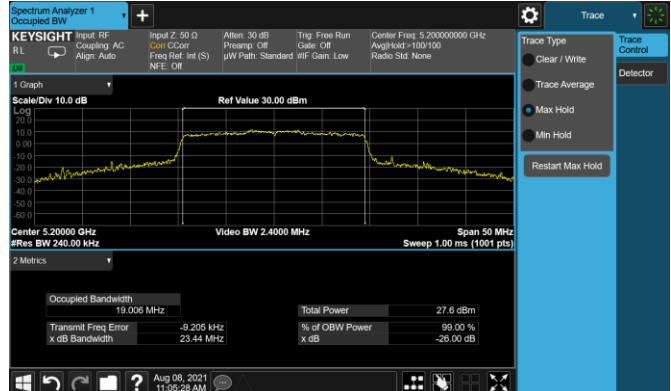 Spectrum Analyzer 1
Occupied BW
Trace
KEYSIGHT
RL
Input: RF
Coupling: AC
Align: Auto
Input Z: 50 Ω
Corr CCorr
Freq Ref: Int (S)
NFE: Off
Atten: 30 dB
Preamp: Off
µW Path: Standard
Trig: Free Run
Gate: Off
#IF Gain: Low
Center Freq: 5.200000000 GHz
Avg|Hold:>100/100
Radio Std: None
1 Graph
Scale/Div 10.0 dB
Ref Value 30.00 dBm
Log
20.0
10.0
0.00
-10.0
-20.0
-30.0
-40.0
-50.0
-60.0
Center 5.20000 GHz
#Res BW 240.00 kHz
Video BW 2.4000 MHz
Span 50 MHz
Sweep 1.00 ms (1001 pts)
2 Metrics
Occupied Bandwidth
19.006 MHz
Total Power 27.6 dBm
Transmit Freq Error -9.205 kHz
% of OBW Power 99.00 %
x dB Bandwidth 23.44 MHz
x dB -26.00 dB
Trace Type
Clear / Write
Trace Average
Max Hold
Min Hold
Restart Max Hold
Trace
Control
Detector
?
Aug 08, 2021
11:05:28 AM